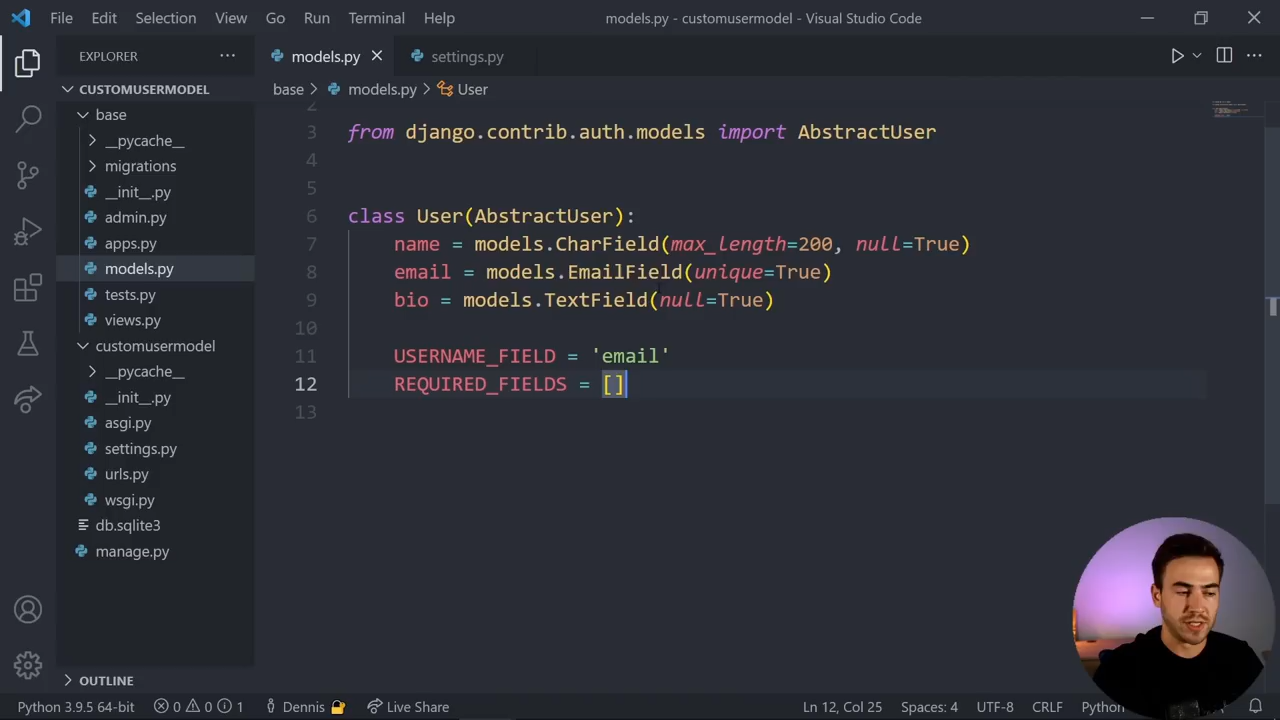 File Edit Selection View Go Run Terminal Help
models.py - customusermodel - Visual Studio Code
EXPLORER
CUSTOMUSERMODEL
base
__pycache__
migrations
__init__.py
admin.py
apps.py
models.py
tests.py
views.py
customusermodel
__pycache__
__init__.py
asgi.py
settings.py
urls.py
wsgi.py
db.sqlite3
manage.py
OUTLINE
models.py settings.py
base > models.py > User
2
3 from django.contrib.auth.models import AbstractUser
4
5
6 class User(AbstractUser):
7 name = models.CharField(max_length=200, null=True)
8 email = models.EmailField(unique=True)
9 bio = models.TextField(null=True)
10
11 USERNAME_FIELD = 'email'
12 REQUIRED_FIELDS = []
13
Python 3.9.5 64-bit 0 0 1 Dennis Live Share Ln 12, Col 25 Spaces: 4 UTF-8 CRLF Python